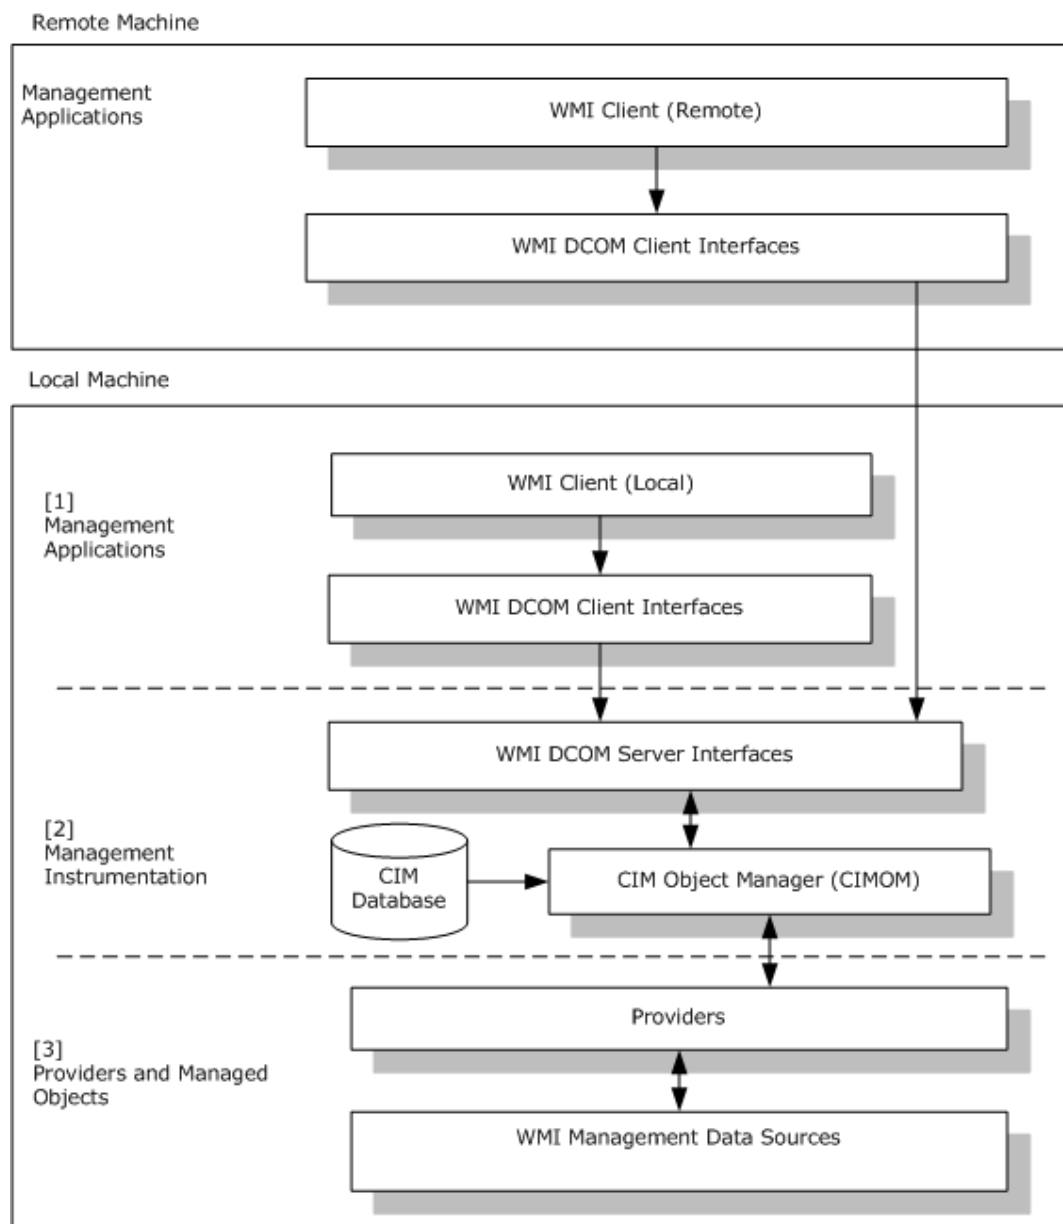 Remote Machine
Management
Applications
WMI Client (Remote)
WMI DCOM Client Interfaces
Local Machine
[1]
Management
Applications
WMI Client (Local)
WMI DCOM Client Interfaces
WMI DCOM Server Interfaces
[2]
Management
Instrumentation
CIM
Database
CIM Object Manager (CIMOM)
[3]
Providers and Managed
Objects
Providers
WMI Management Data Sources